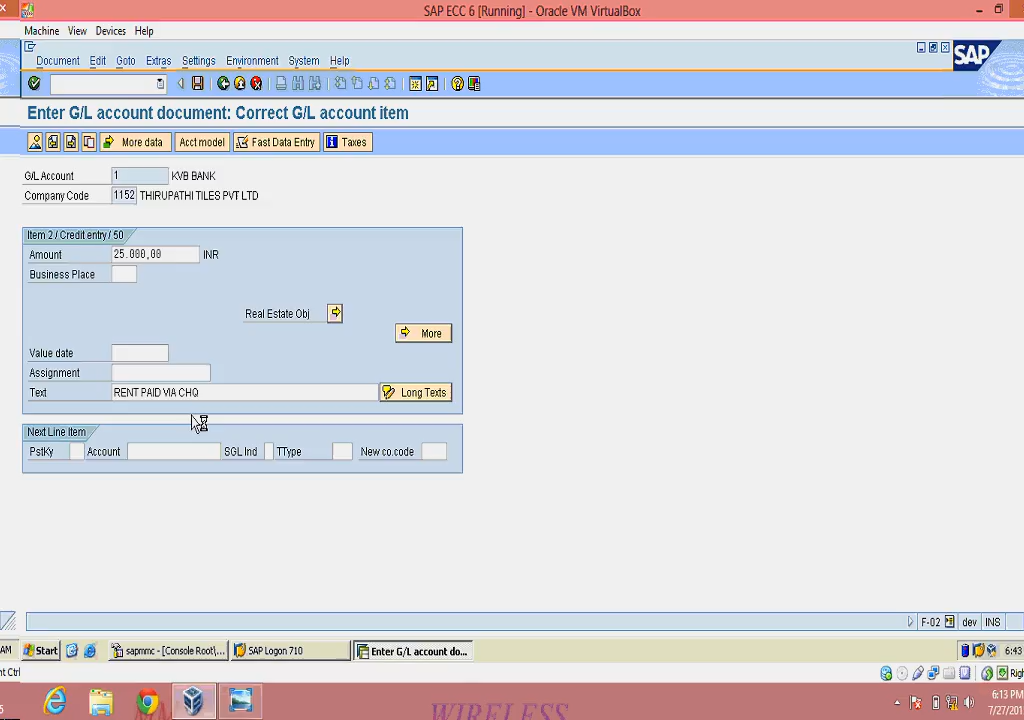 SAP ECC 6 [Running] - Oracle VM VirtualBox
Machine View Devices Help
Document Edit Goto Extras Settings Environment System Help
SAP
Enter G/L account document: Correct G/L account item
More data Acct model Fast Data Entry Taxes
G/L Account 1 KVB BANK
Company Code 1152 THIRUPATHI TILES PVT LTD
Item 2 / Credit entry / 50
Amount 25.000,00 INR
Business Place
Real Estate Obj
More
Value date
Assignment
Text RENT PAID VIA CHQ Long Texts
Next Line Item
PstKy Account SGL Ind TType New co.code
F-02 dev INS
AM Start sapmmc - [Console Root\... SAP Logon 710 Enter G/L account do... 6:43
nt Ctrl Righ
6:13 PM
7/27/201
WIRELESS